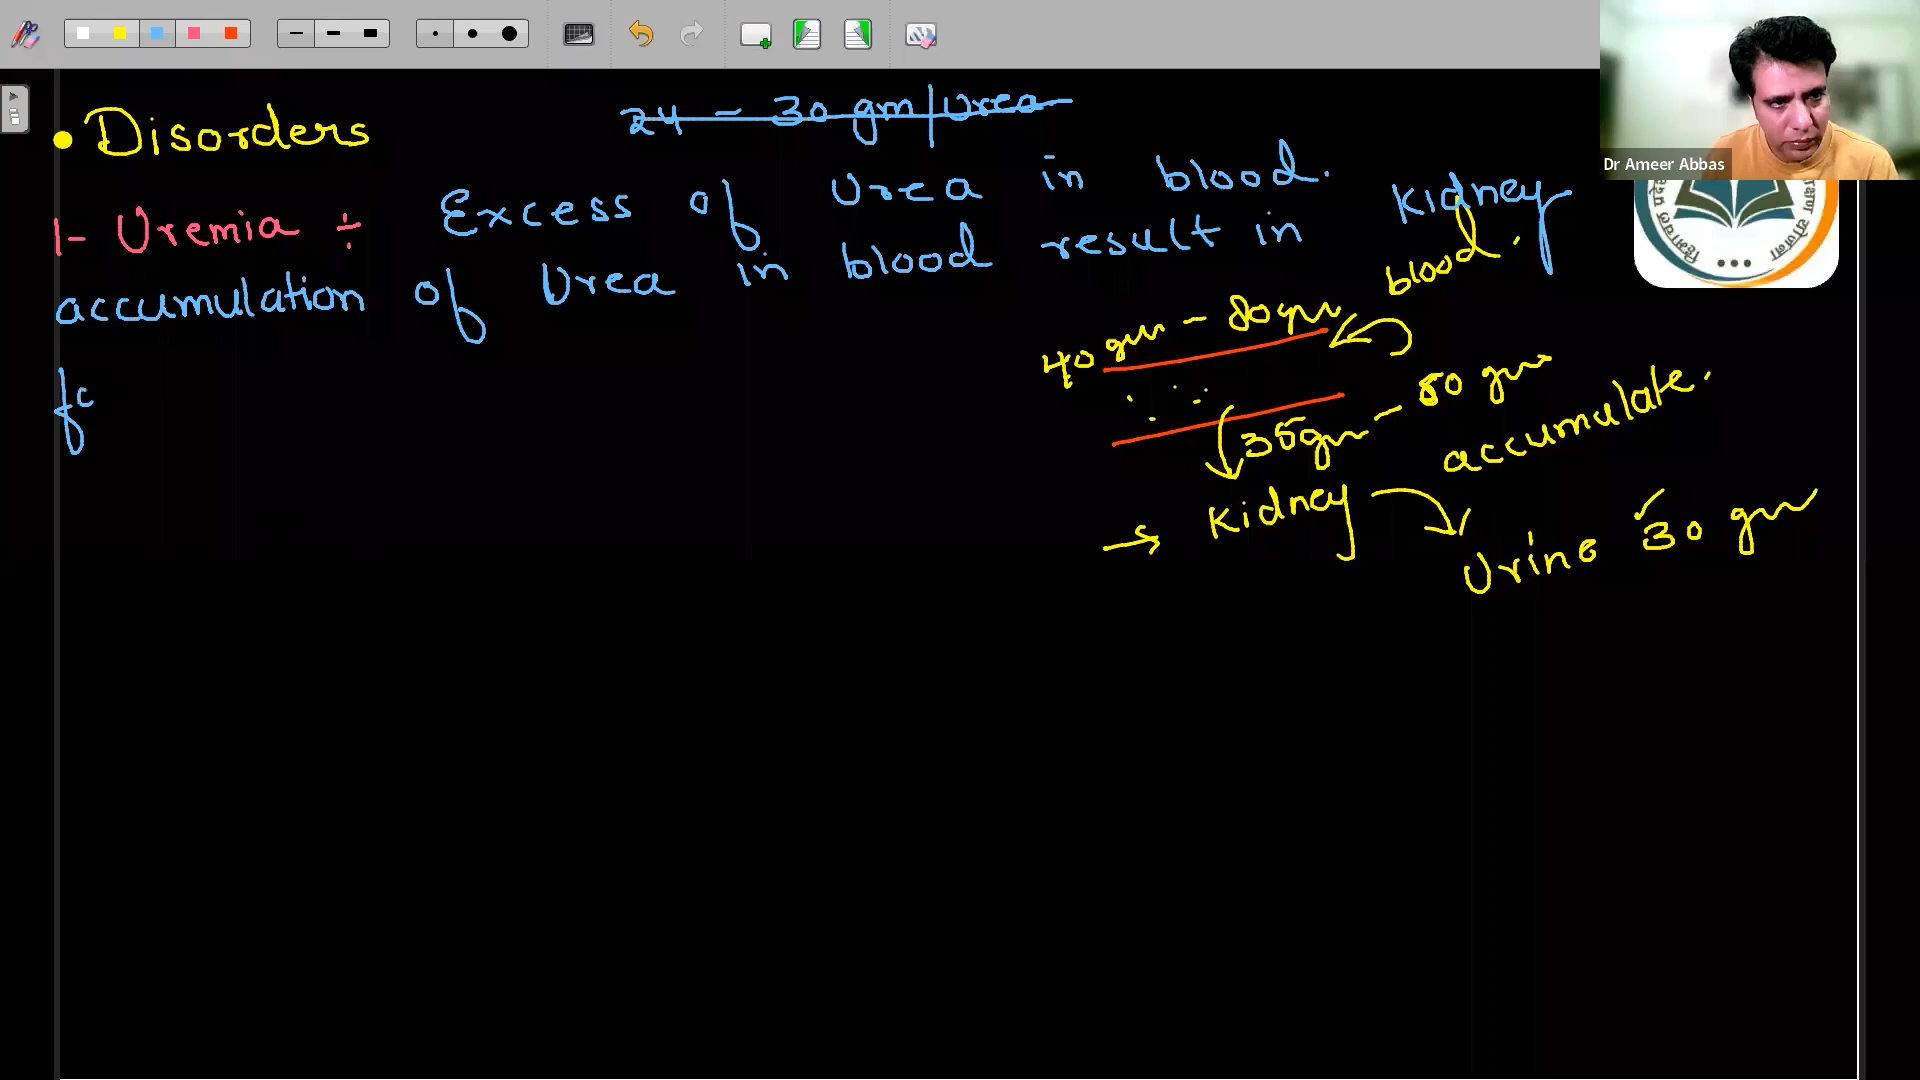 24 - 30 gm/Urea
• Disorders
1- Uremia ÷ Excess of Urea in blood.
accumulation of Urea in blood result in Kidney
fc
blood.
40 gm - 80 gm
35 gm - 80 gm
accumulate.
→ Kidney
Urine 30 gm
Dr Ameer Abbas